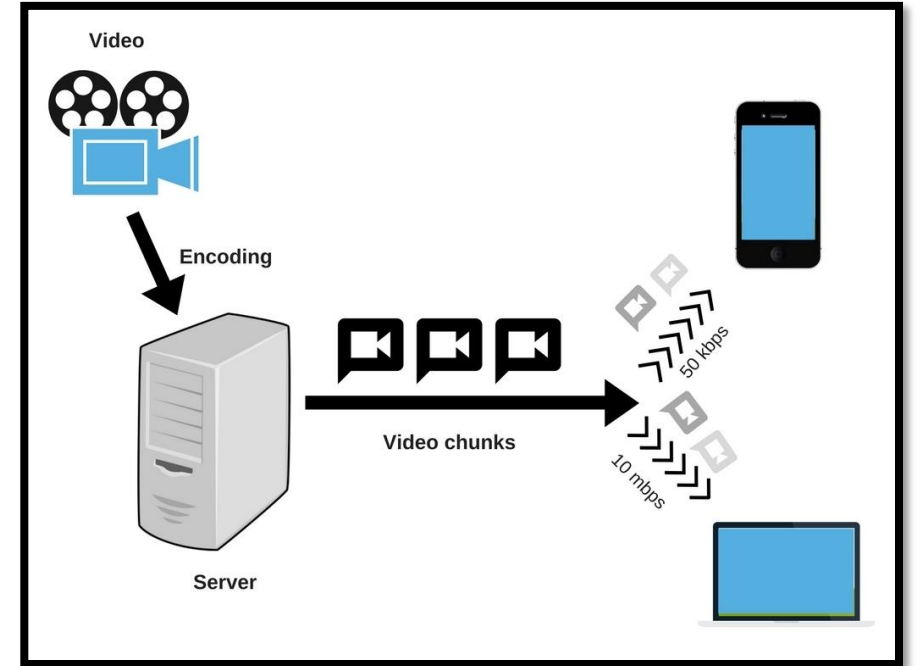 Video
Encoding
50 kbps
Video chunks
10 mbps
Server